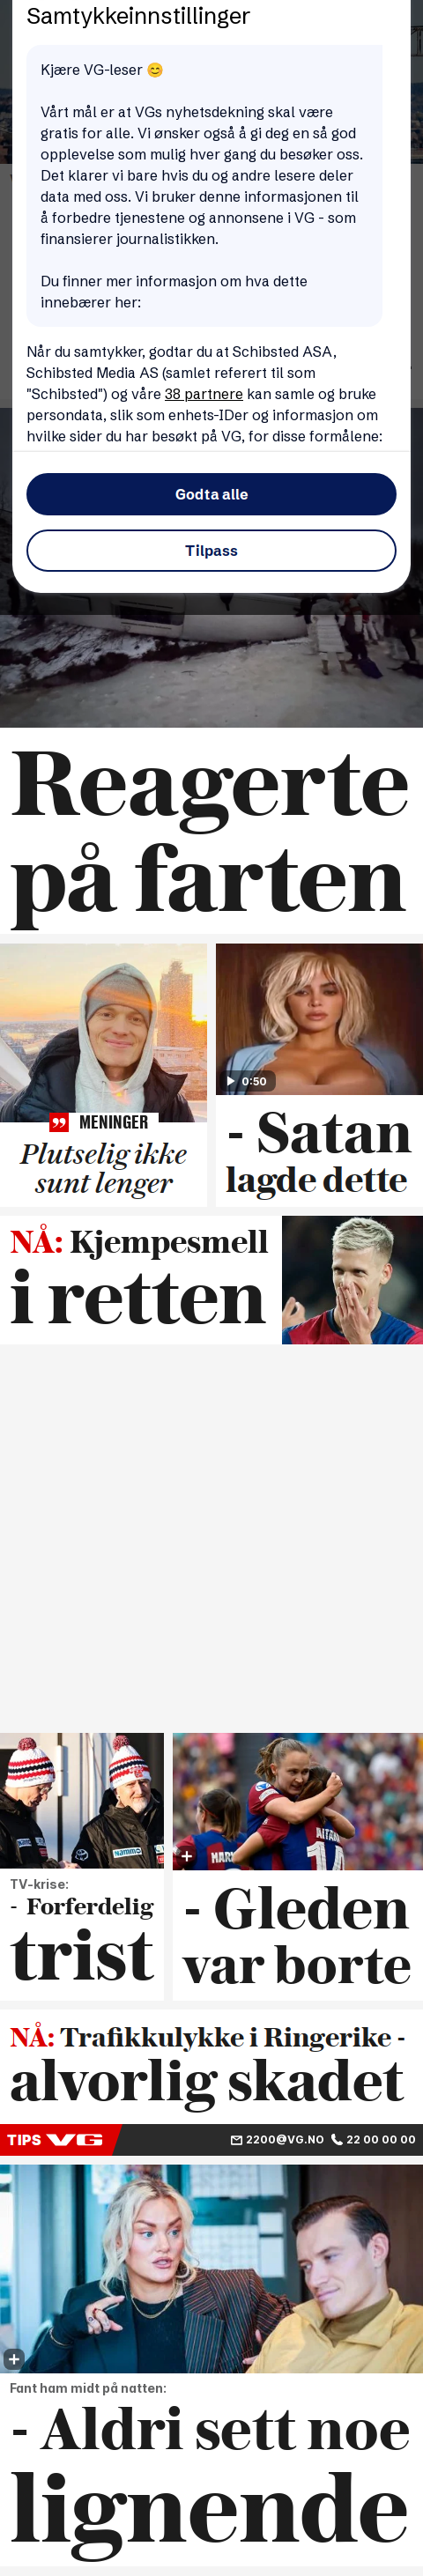 Samtykkeinnstillinger
Kjære VG-leser 😊
Vårt mål er at VGs nyhetsdekning skal være
gratis for alle. Vi ønsker også å gi deg en så god
opplevelse som mulig hver gang du besøker oss.
Det klarer vi bare hvis du og andre lesere deler
data med oss. Vi bruker denne informasjonen til
å forbedre tjenestene og annonsene i VG - som
finansierer journalistikken.
Du finner mer informasjon om hva dette
innebærer her:
Når du samtykker, godtar du at Schibsted ASA,
Schibsted Media AS (samlet referert til som
"Schibsted") og våre 38 partnere kan samle og bruke
persondata, slik som enhets-IDer og informasjon om
hvilke sider du har besøkt på VG, for disse formålene:
Godta alle
Tilpass
Reagerte
på farten
MENINGER
Plutselig ikke
sunt lenger
0:50
- Satan
lagde dette
NÅ: Kjempesmell
i retten
TV-krise:
- Forferdelig
trist
- Gleden
var borte
NÅ: Trafikkulykke i Ringerike -
alvorlig skadet
TIPS VG 2200@VG.NO 22 00 00 00
Fant ham midt på natten:
- Aldri sett noe
lignende